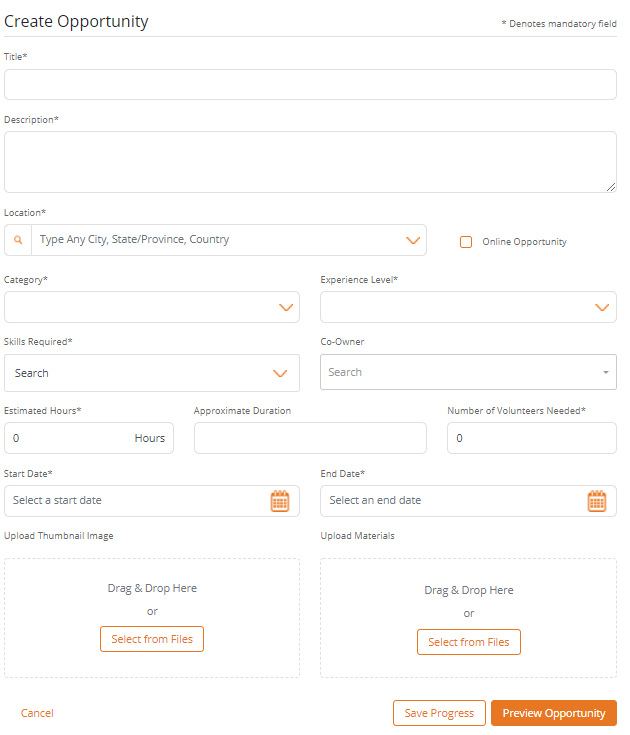 Create Opportunity
* Denotes mandatory field
Title*
Description*
Location*
Type Any City, State/Province, Country
Online Opportunity
Category*
Experience Level*
Skills Required*
Co-Owner
Search
Search
Estimated Hours*
Approximate Duration
Number of Volunteers Needed*
0
Hours
0
Start Date*
End Date*
Select a start date
Select an end date
Upload Thumbnail Image
Upload Materials
Drag & Drop Here
or
Select from Files
Drag & Drop Here
or
Select from Files
Cancel
Save Progress
Preview Opportunity